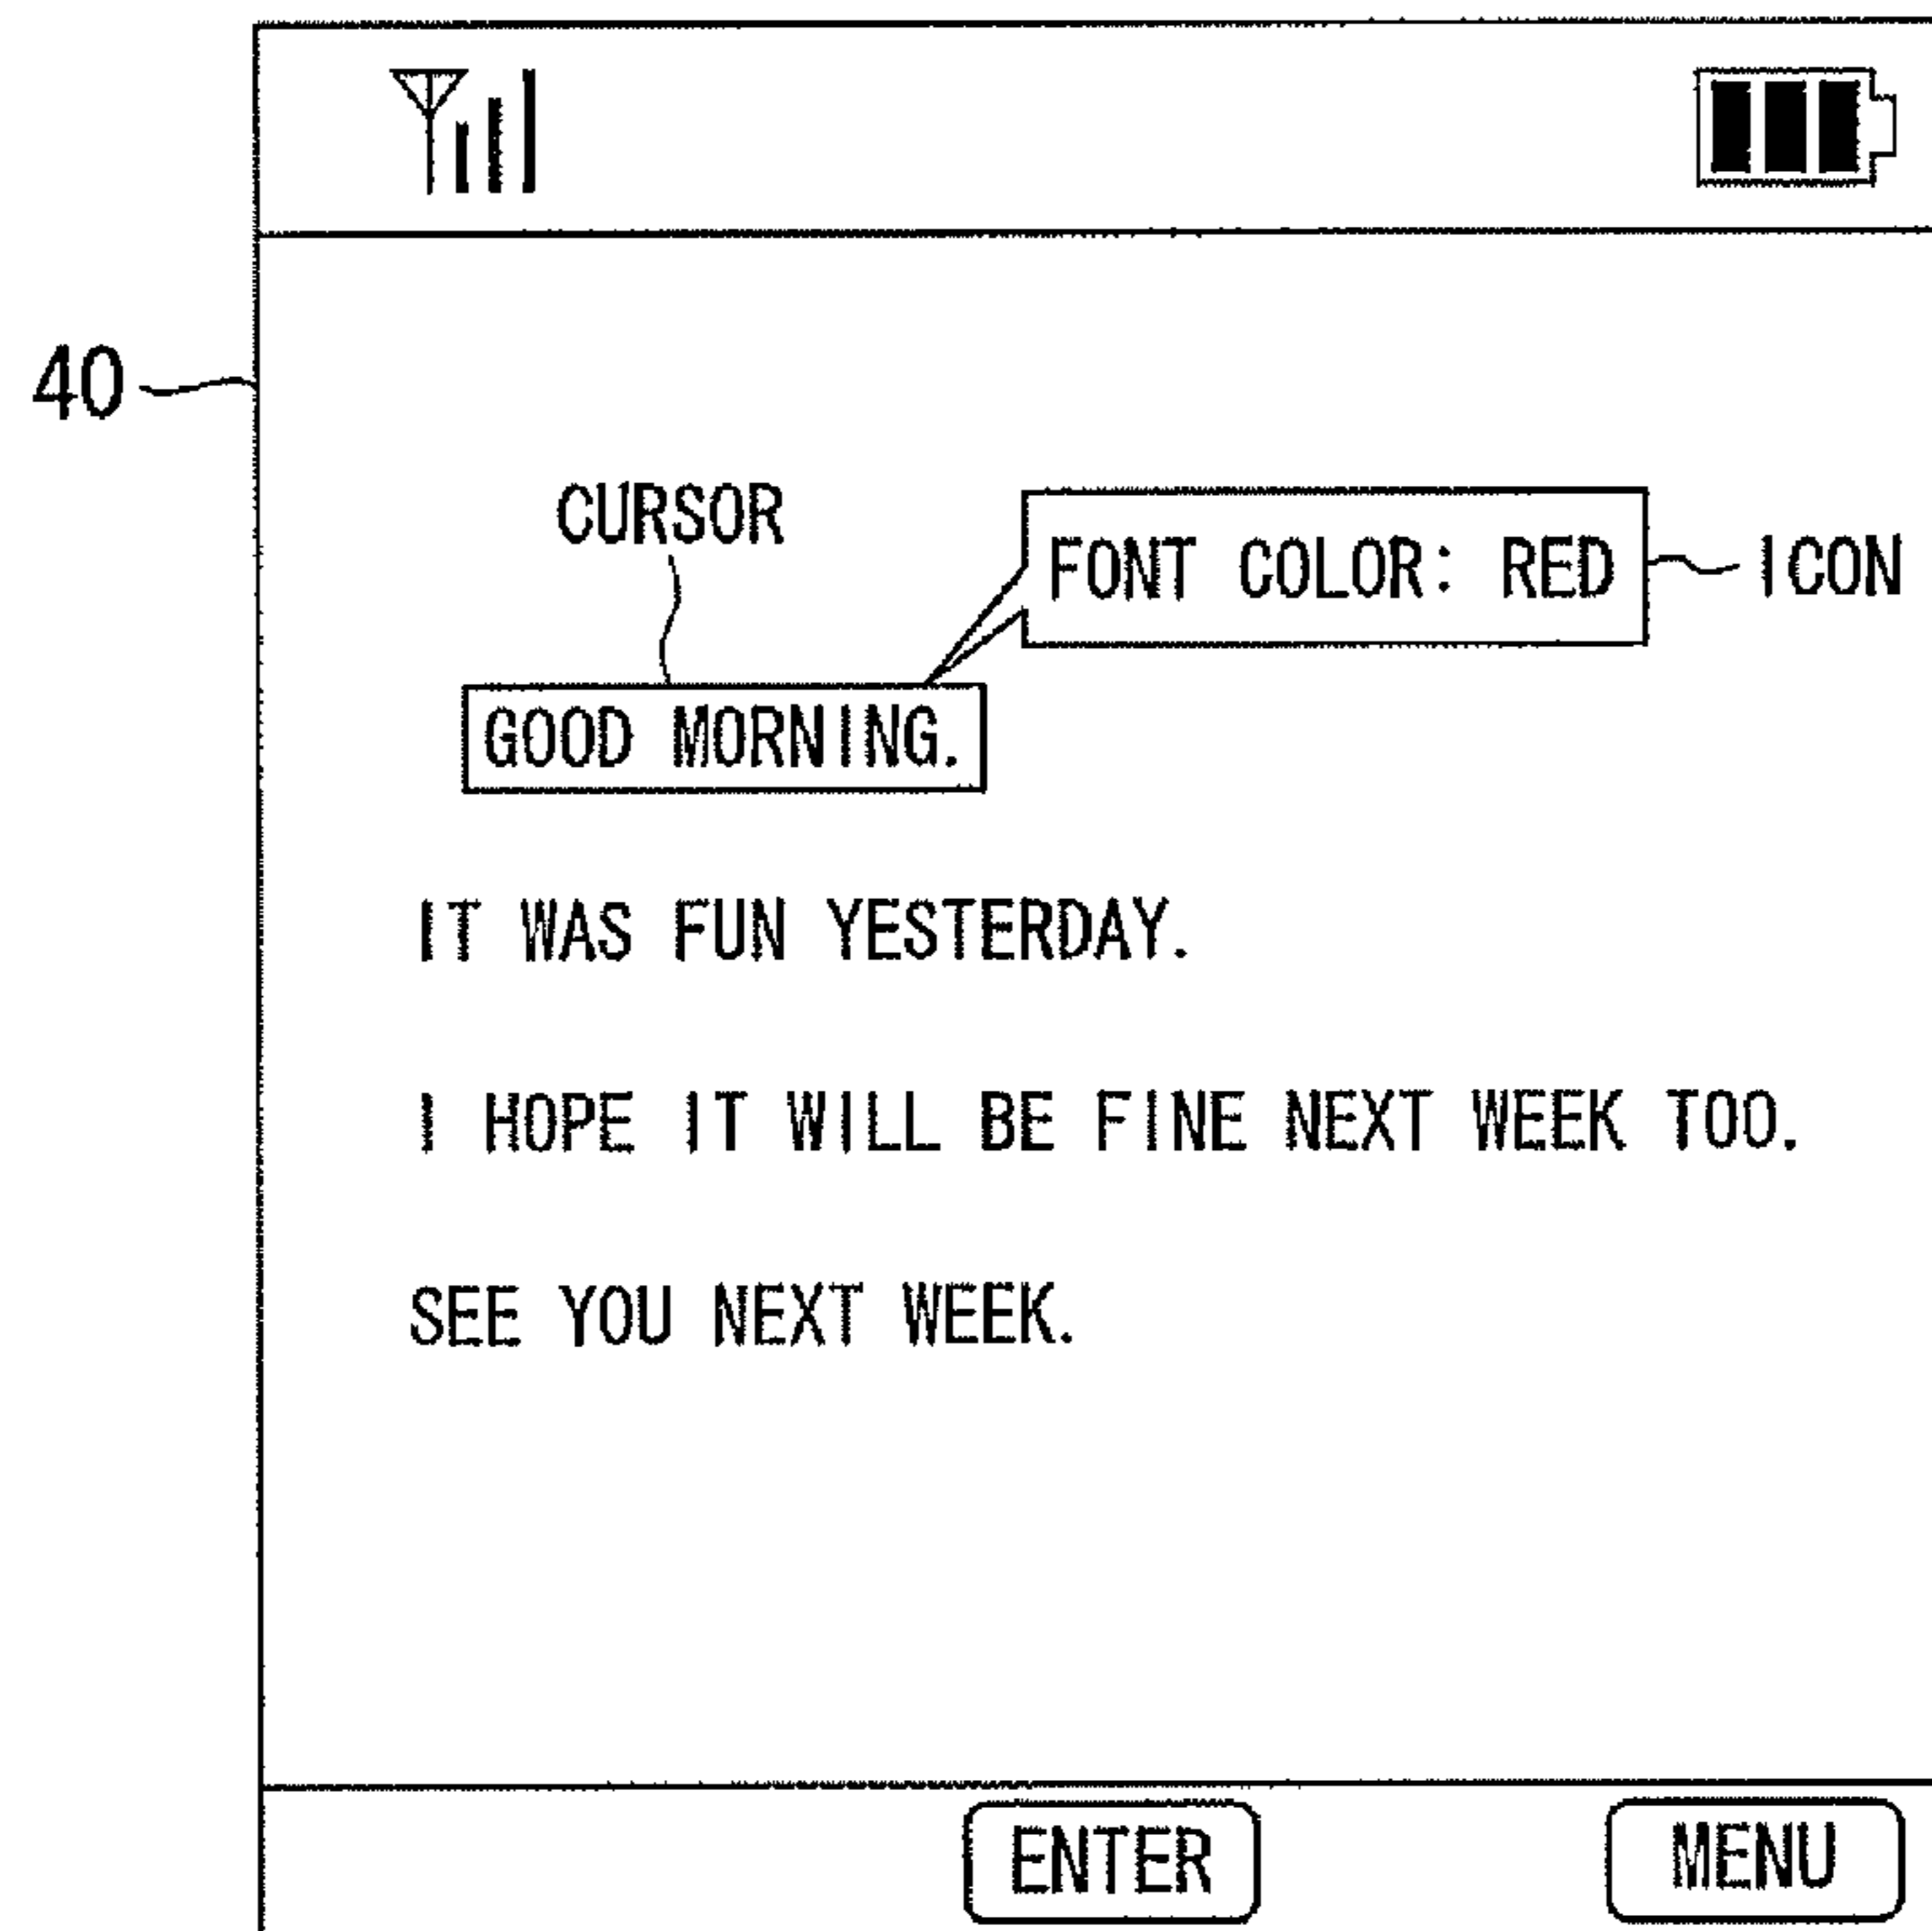 40
CURSOR
FONT COLOR: RED
ICON
GOOD MORNING.
IT WAS FUN YESTERDAY.
I HOPE IT WILL BE FINE NEXT WEEK TOO.
SEE YOU NEXT WEEK.
ENTER
MENU